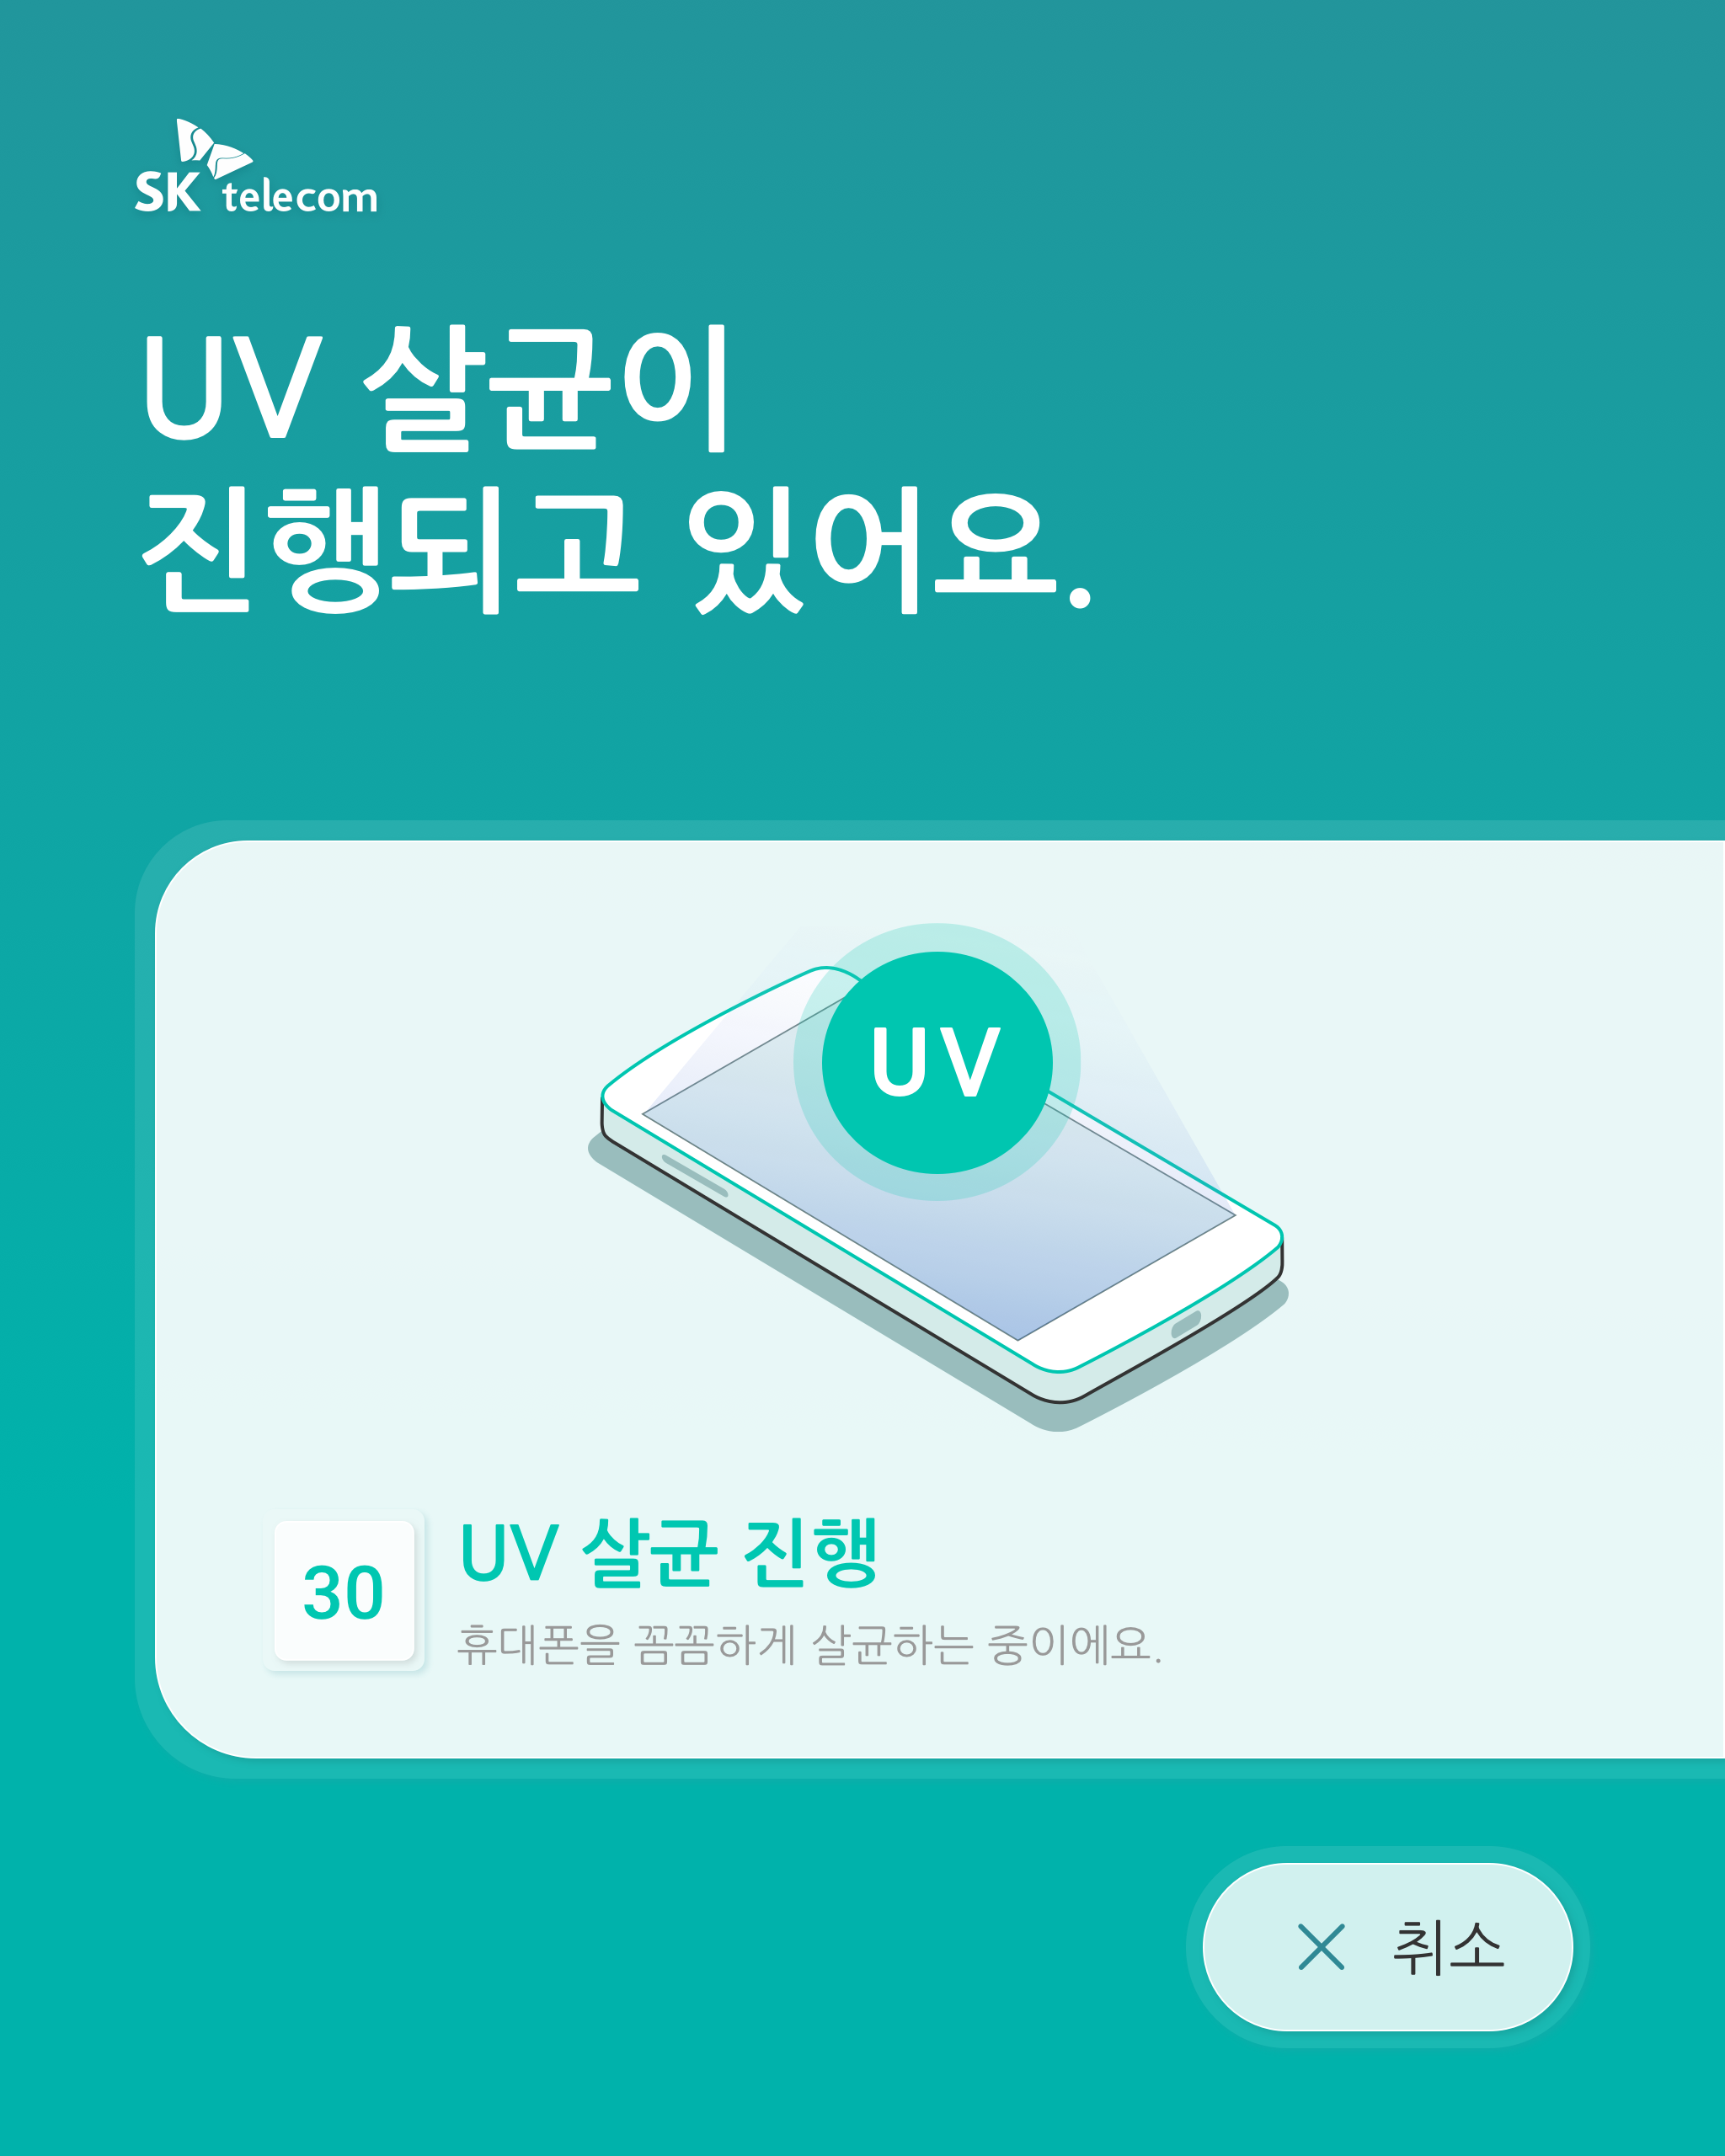 SK telecom
UV 살균이
진행되고 있어요.
UV
30
UV 살균 진행
휴대폰을 꼼꼼하게 살균하는 중이에요.
취소